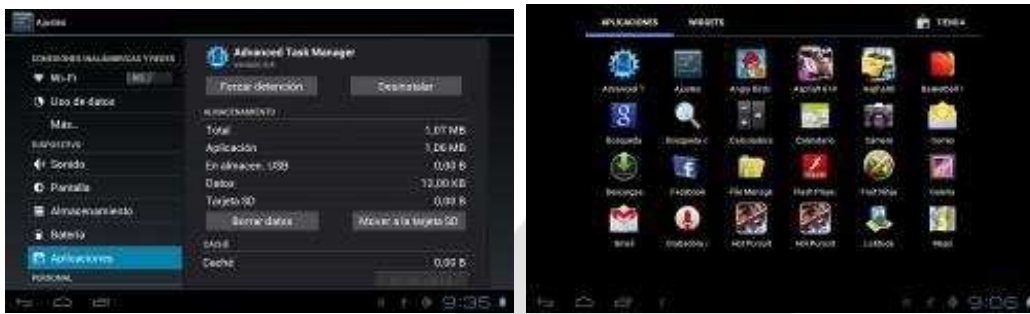 Ajustes
CONEXIONES INALÁMBRICAS Y REDES
Wi-Fi
Uso de datos
Más...
DISPOSITIVO
Sonido
Pantalla
Almacenamiento
Batería
Aplicaciones
PERSONAL
Advanced Task Manager
Forzar detención
Desinstalar
ALMACENAMIENTO
Total 1,07 MB
Aplicación 1,06 MB
En almacen. USB 0,00 B
Datos 12,00 KB
Tarjeta SD 0,00 B
Borrar datos
Mover a la tarjeta SD
CACHÉ
Caché 0,00 B
9:35
APLICACIONES WIDGETS TIENDA
Advanced T Ajustes Angry Birds
Búsqueda Calculadora Calendario Cámara Correo
Descargas Facebook File Manage Flash Playe Fruit Ninja Galería
Gmail Grabadora Hot Pursuit Hot Pursuit Latitude Maps
9:06